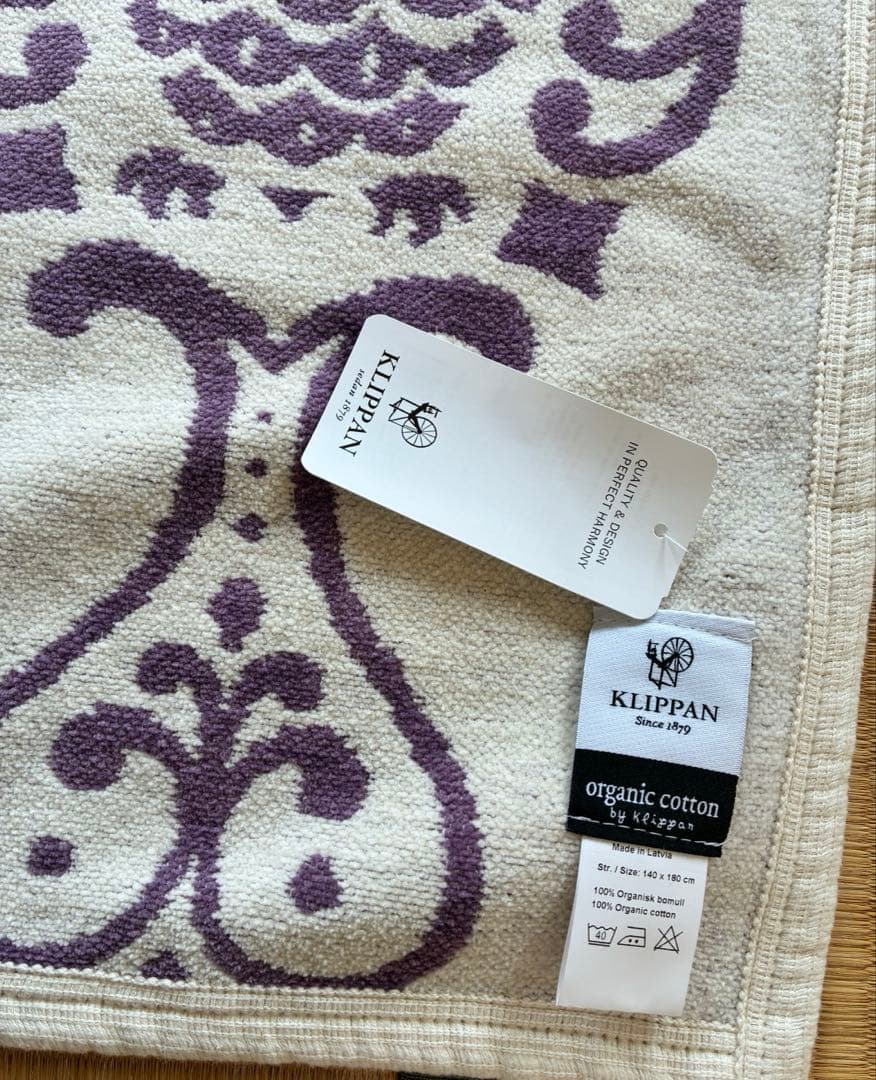 KLIPPAN
sedan 1879
QUALITY & DESIGN
IN PERFECT HARMONY
KLIPPAN
Since 1879
organic cotton
by Klippan
Made in Latvia
Str. / Size: 140 x 180 cm
100% Organisk bomull
100% Organic cotton
40